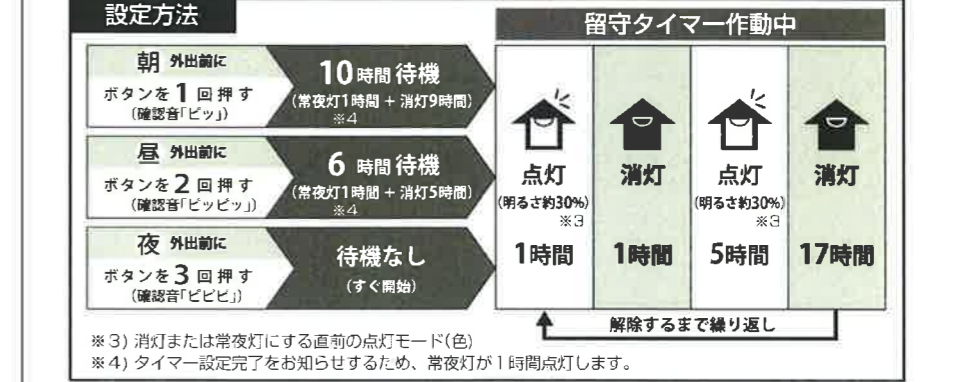 設定方法
朝 外出前に
ボタンを1回押す
(確認音「ピッ」)
10時間待機
(常夜灯1時間 + 消灯9時間)
※4
昼 外出前に
ボタンを2回押す
(確認音「ピッピッ」)
6時間待機
(常夜灯1時間 + 消灯5時間)
※4
夜 外出前に
ボタンを3回押す
(確認音「ピピピ」)
待機なし
(すぐ開始)
留守タイマー作動中
点灯
(明るさ約30%)
※3
1時間
消灯
1時間
点灯
(明るさ約30%)
※3
5時間
消灯
17時間
解除するまで繰り返し
※3) 消灯または常夜灯にする直前の点灯モード(色)
※4) タイマー設定完了をお知らせするため、常夜灯が1時間点灯します。